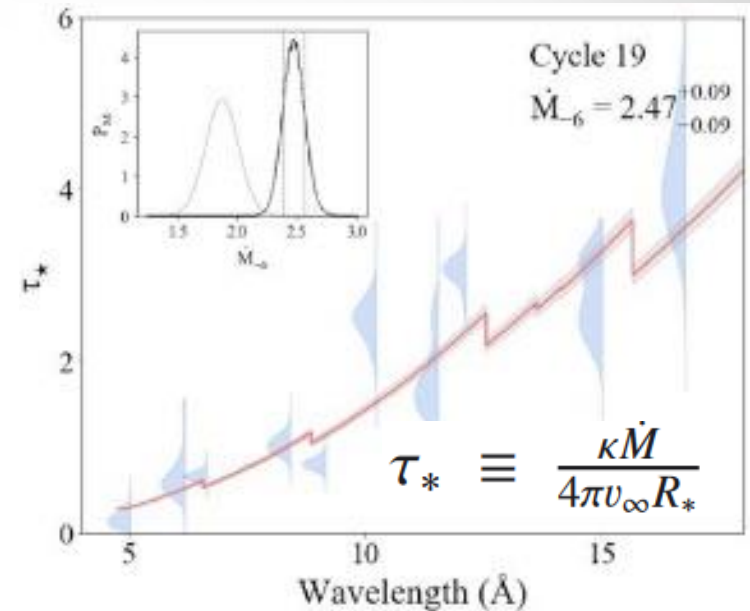 6
4
2
0
τ★
5
10
15
Wavelength (Å)
4
3
2
1
0
P_M
1.5
2.0
2.5
3.0
Ṁ₋₆
Cycle 19
Ṁ₋₆ = 2.47 +0.09 −0.09
τ∗ ≡ κṀ / 4πv∞R∗